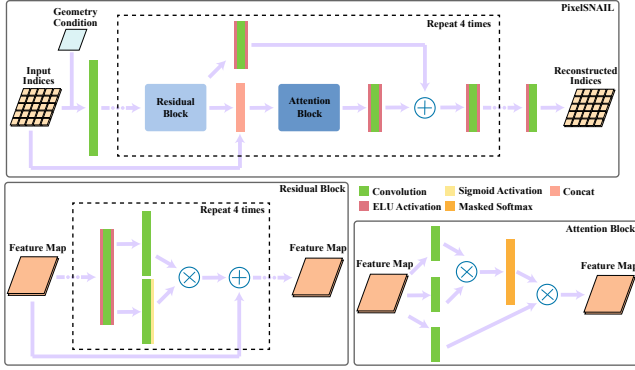 PixelSNAIL
Geometry
Condition
Repeat 4 times
Input
Indices
Reconstructed
Indices
Residual
Block
Attention
Block
Residual Block
Repeat 4 times
Feature Map
Feature Map
Convolution
Sigmoid Activation
Concat
ELU Activation
Masked Softmax
Attention Block
Feature Map
Feature Map